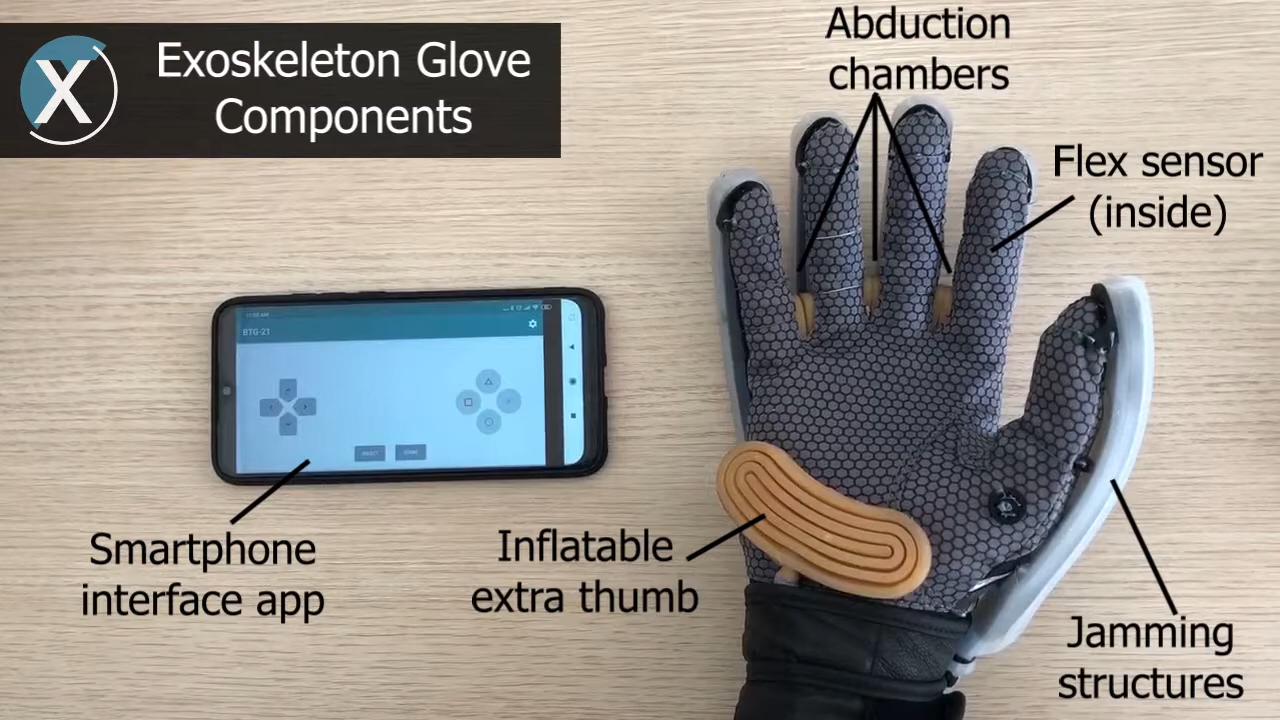 X
Exoskeleton Glove
Components
Abduction
chambers
Flex sensor
(inside)
BTG-21
Smartphone
interface app
Inflatable
extra thumb
Jamming
structures